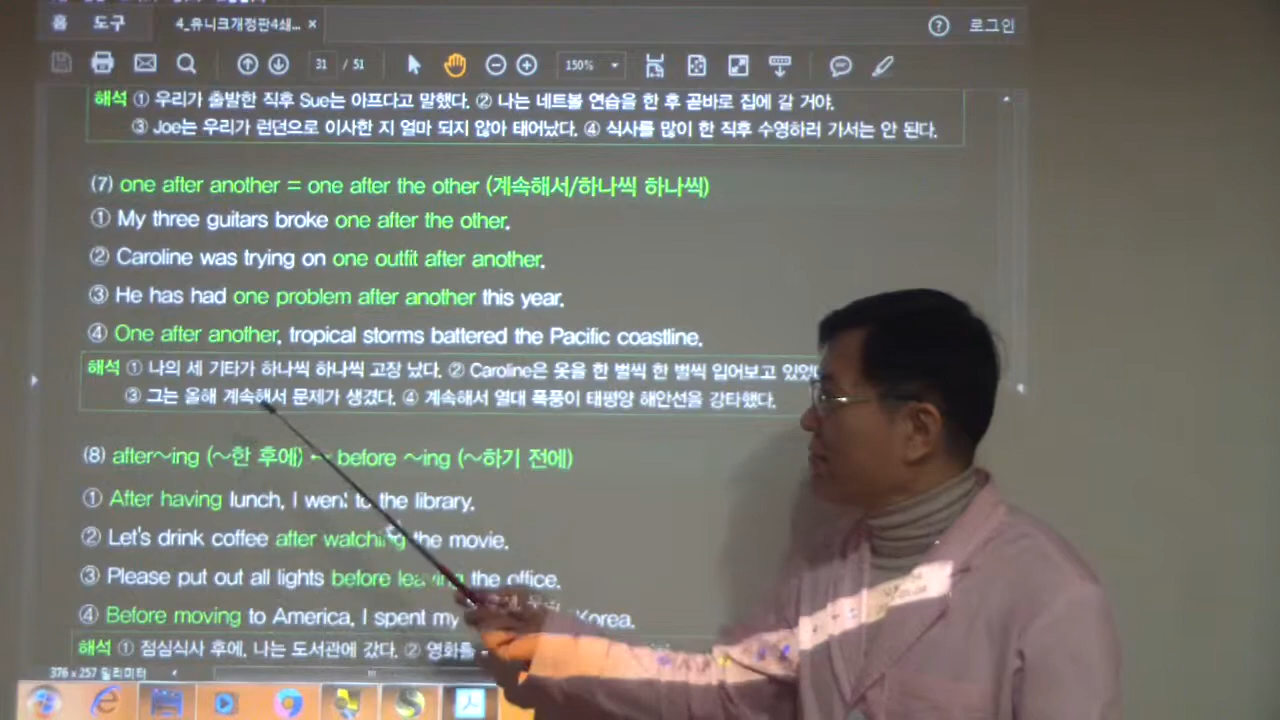 홈 도구 4_유니크개정판4쇄... × ? 로그인
31 / 51 150%
해석 ① 우리가 출발한 직후 Sue는 아프다고 말했다. ② 나는 네트볼 연습을 한 후 곧바로 집에 갈 거야.
③ Joe는 우리가 런던으로 이사한 지 얼마 되지 않아 태어났다. ④ 식사를 많이 한 직후 수영하러 가서는 안 된다.
(7) one after another = one after the other (계속해서/하나씩 하나씩)
① My three guitars broke one after the other.
② Caroline was trying on one outfit after another.
③ He has had one problem after another this year.
④ One after another, tropical storms battered the Pacific coastline.
해석 ① 나의 세 기타가 하나씩 하나씩 고장 났다. ② Caroline은 옷을 한 벌씩 한 벌씩 입어보고
③ 그는 올해 계속해서 문제가 생겼다. ④ 계속해서 열대 폭풍이 태평양 해안선을 강타했다.
(8) after~ing (~한 후에) ↔ before ~ing (~하기 전에)
① After having lunch, I went to the library.
② Let's drink coffee after watching the movie.
③ Please put out all lights before leaving the office.
④ Before moving to America, I spent my Korea.
해석 ① 점심식사 후에, 나는 도서관에 갔다. ② 영화를
376 x 257 밀리미터